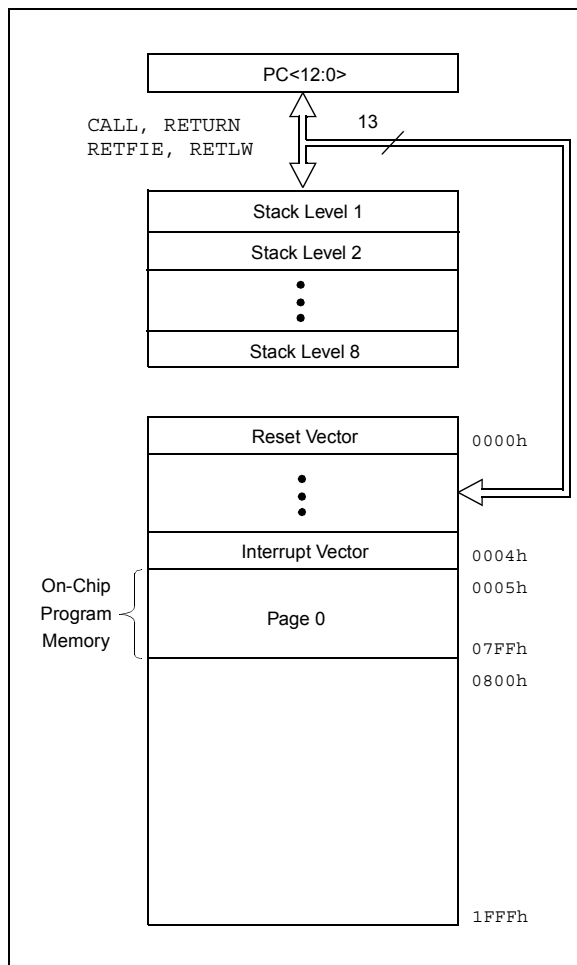 PC<12:0>
CALL, RETURN
RETFIE, RETLW
13
Stack Level 1
Stack Level 2
Stack Level 8
Reset Vector
0000h
Interrupt Vector
0004h
On-Chip
Program
Memory
Page 0
0005h
07FFh
0800h
1FFFh